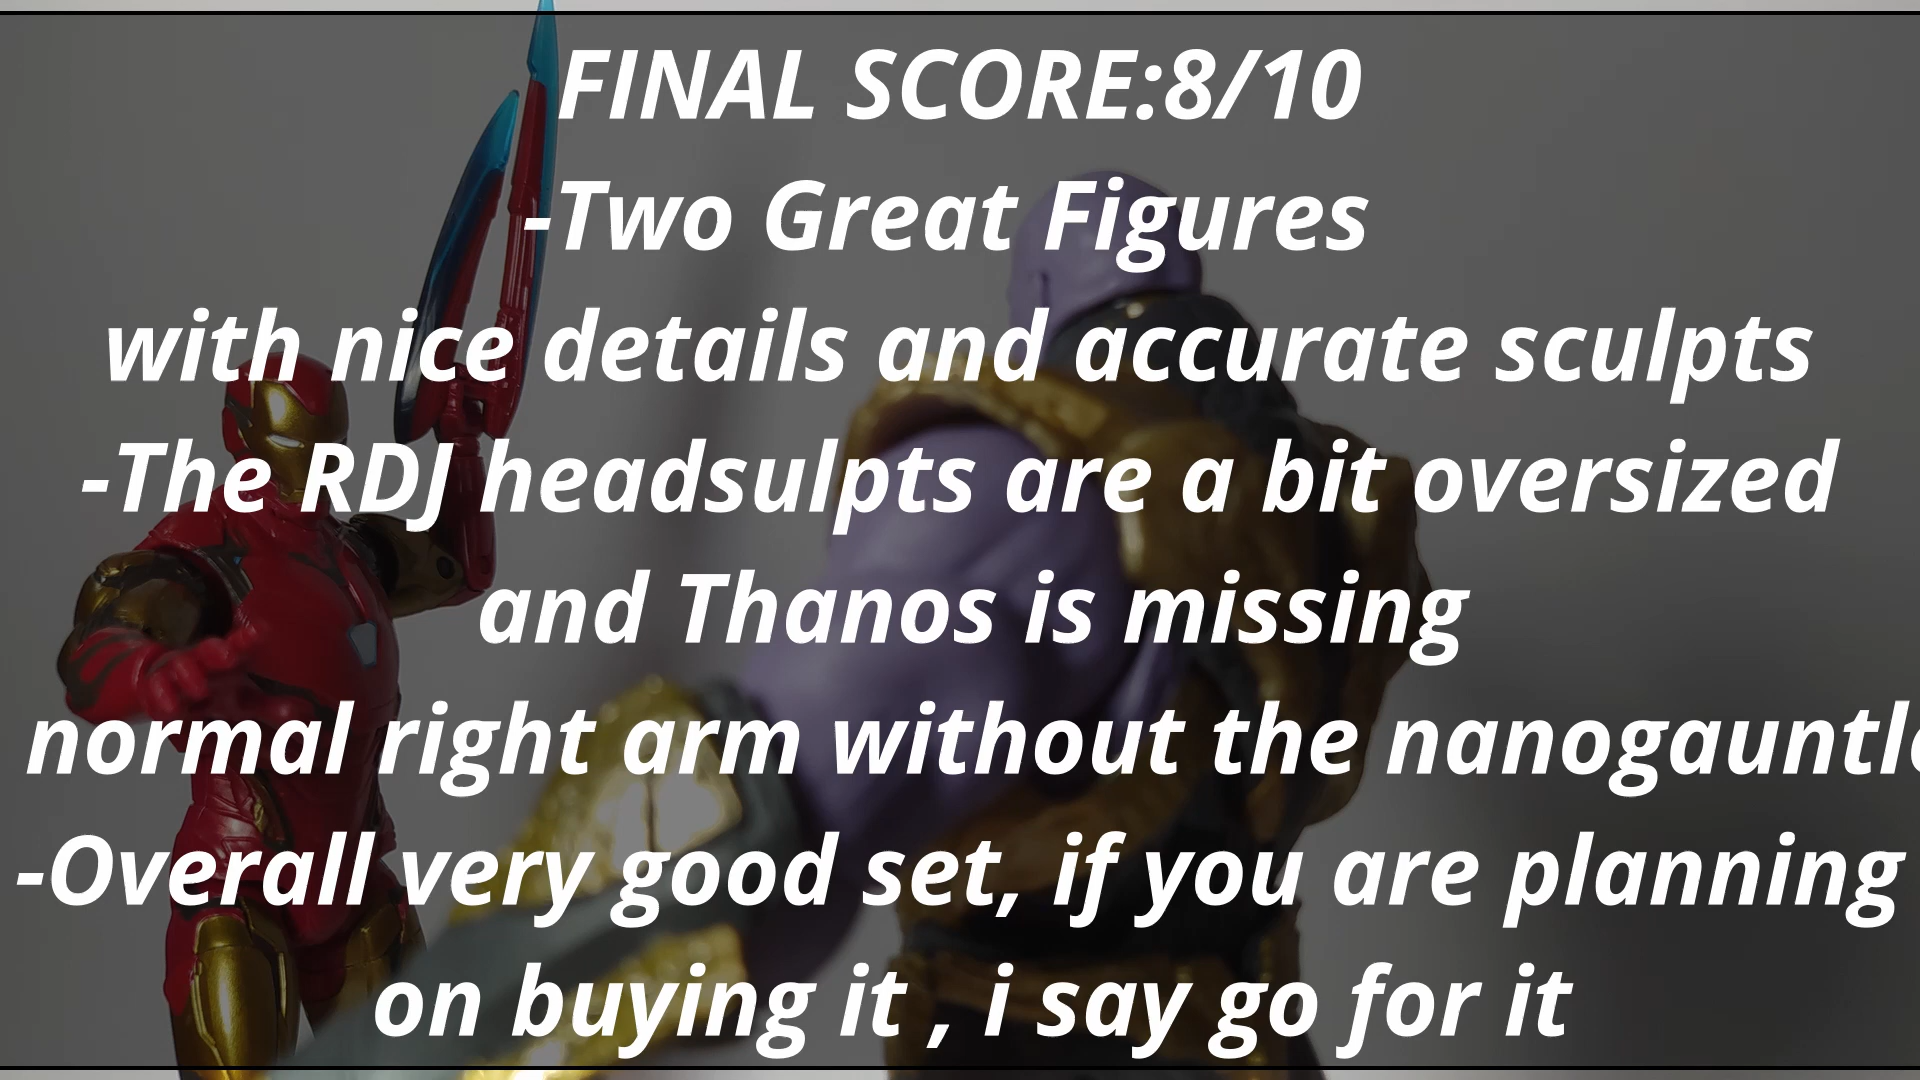 FINAL SCORE:8/10
-Two Great Figures
with nice details and accurate sculpts
-The RDJ headsulpts are a bit oversized
and Thanos is missing
normal right arm without the
-Overall very good set, if you are planning
on buying it , i say go for it